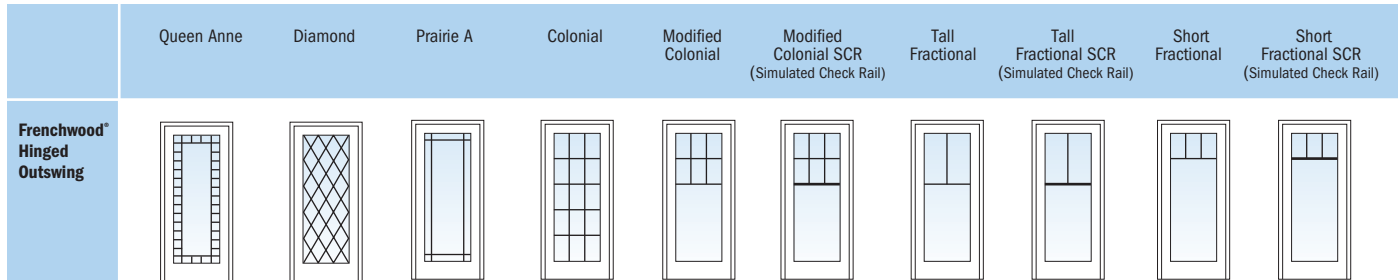 Queen Anne
Diamond
Prairie A
Colonial
Modified
Colonial
Modified
Colonial SCR
(Simulated Check Rail)
Tall
Fractional
Tall
Fractional SCR
(Simulated Check Rail)
Short
Fractional
Short
Fractional SCR
(Simulated Check Rail)
Frenchwood®
Hinged
Outswing